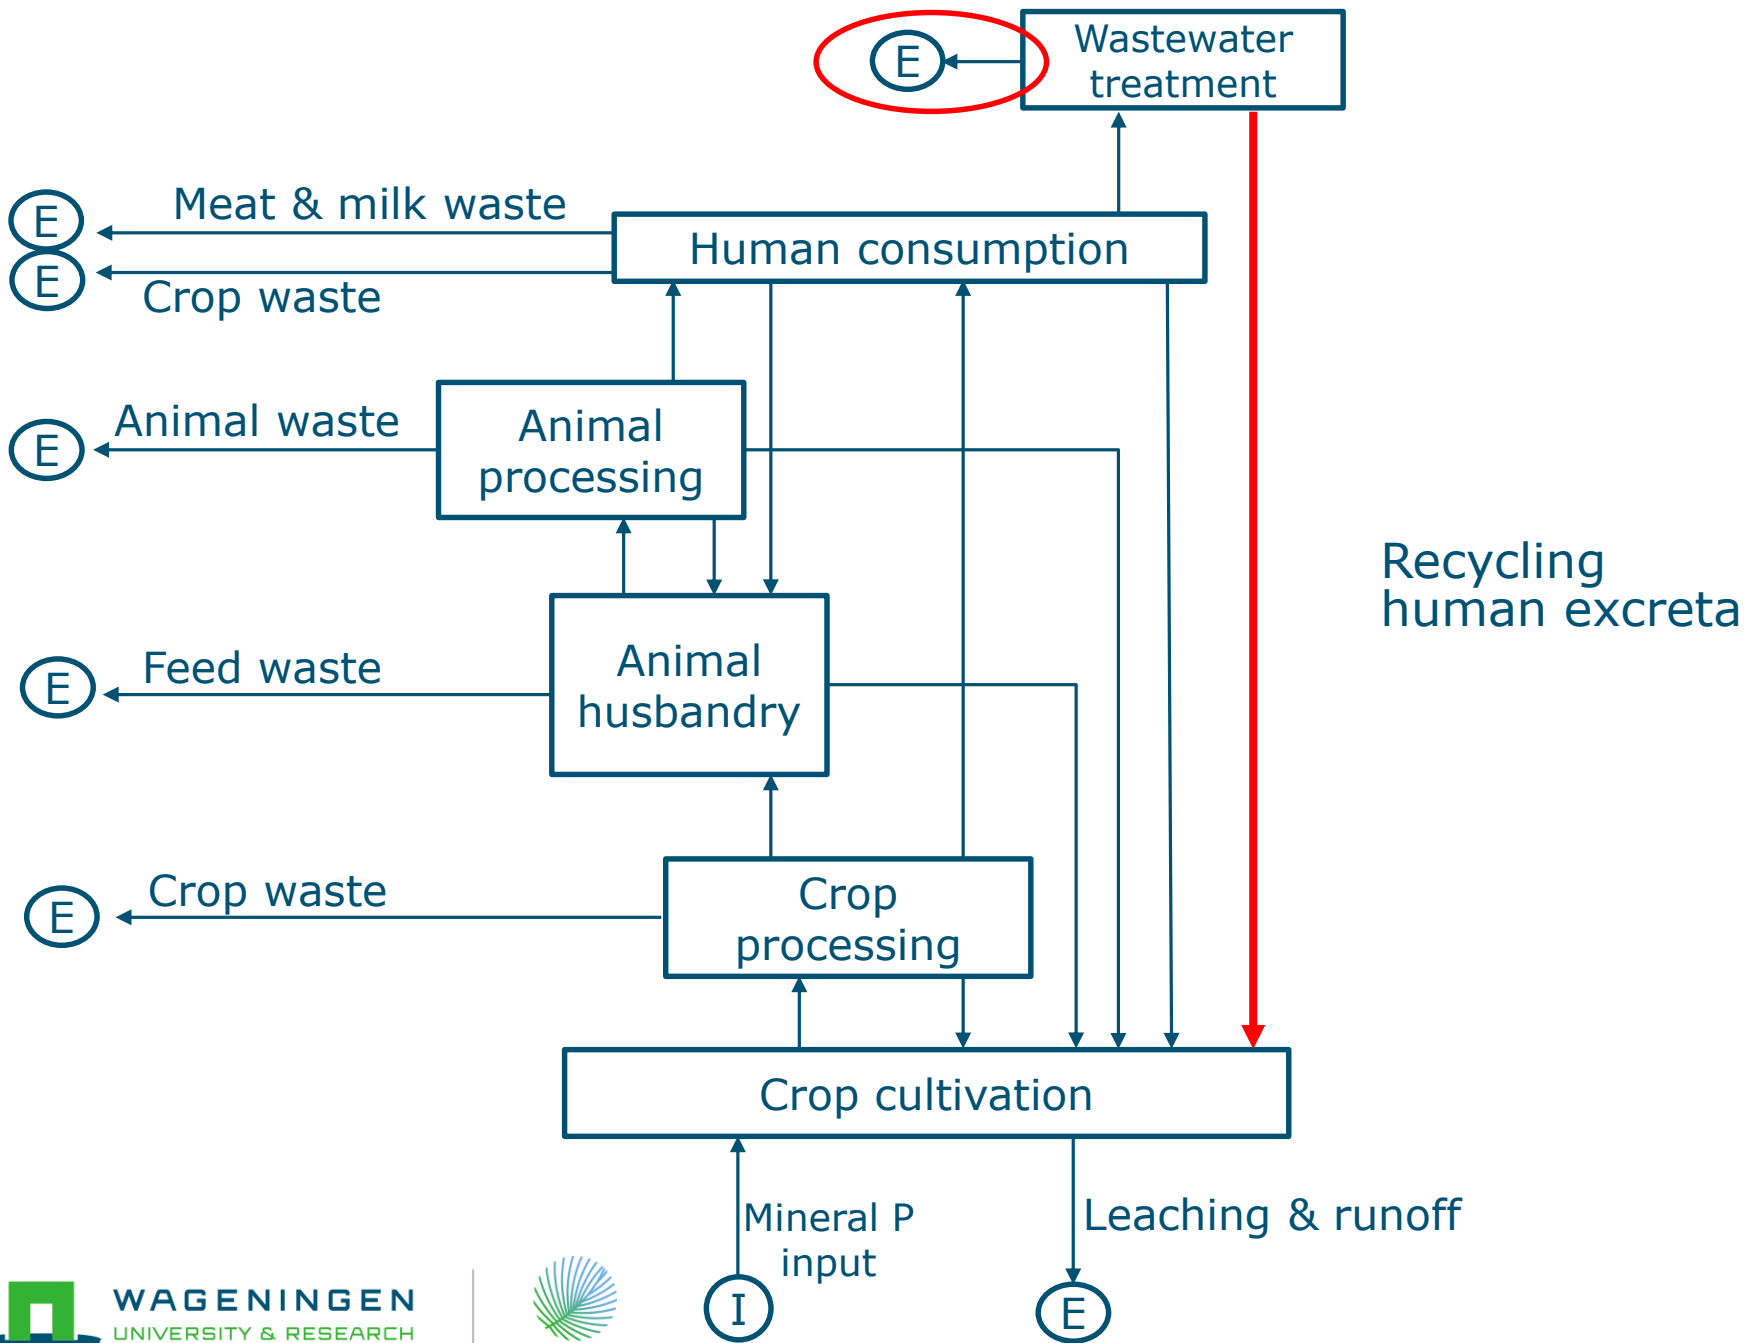 E
Wastewater
treatment
E
Meat & milk waste
Human consumption
E
Crop waste
E
Animal waste
Animal
processing
Recycling
human excreta
E
Feed waste
Animal
husbandry
E
Crop waste
Crop
processing
Crop cultivation
Mineral P
input
Leaching & runoff
I
E
WAGENINGEN
UNIVERSITY & RESEARCH